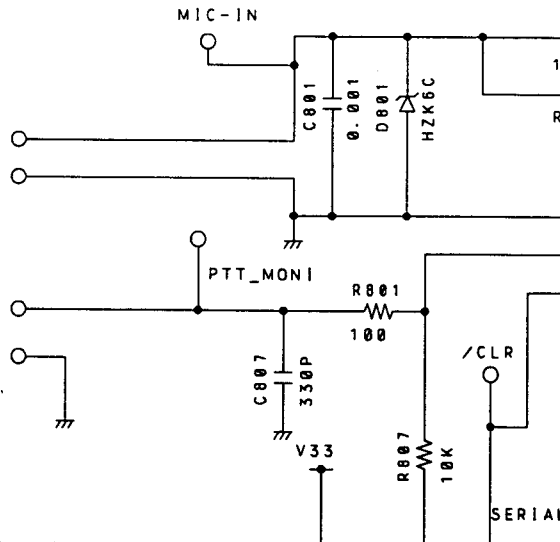 MIC-IN
C801
0.001
D801
HZK6C
1
R
PTT_MONI
R801
100
/CLR
C807
330P
V33
R807
10K
SERIAL